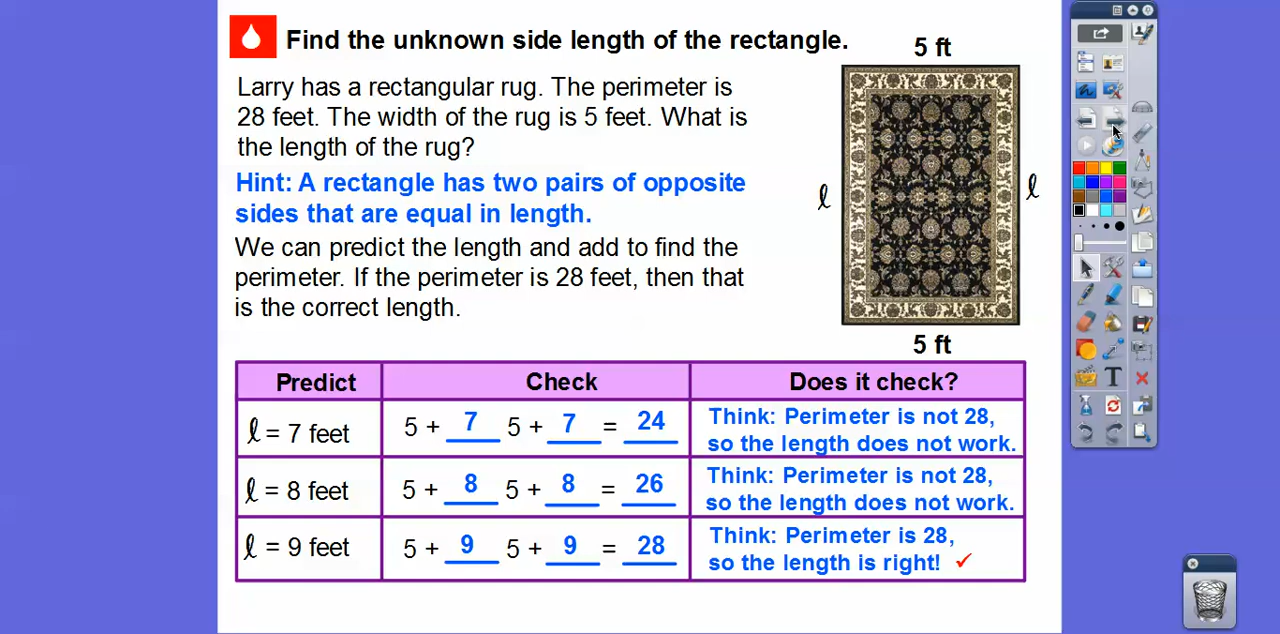 Find the unknown side length of the rectangle.
5 ft
Larry has a rectangular rug. The perimeter is
28 feet. The width of the rug is 5 feet. What is
the length of the rug?
Hint: A rectangle has two pairs of opposite
sides that are equal in length.
We can predict the length and add to find the
perimeter. If the perimeter is 28 feet, then that
is the correct length.
ℓ
ℓ
5 ft
Predict Check Does it check?
ℓ = 7 feet 5 + 7 5 + 7 = 24 Think: Perimeter is not 28,
so the length does not work.
ℓ = 8 feet 5 + 8 5 + 8 = 26 Think: Perimeter is not 28,
so the length does not work.
ℓ = 9 feet 5 + 9 5 + 9 = 28 Think: Perimeter is 28,
so the length is right! ✓
T